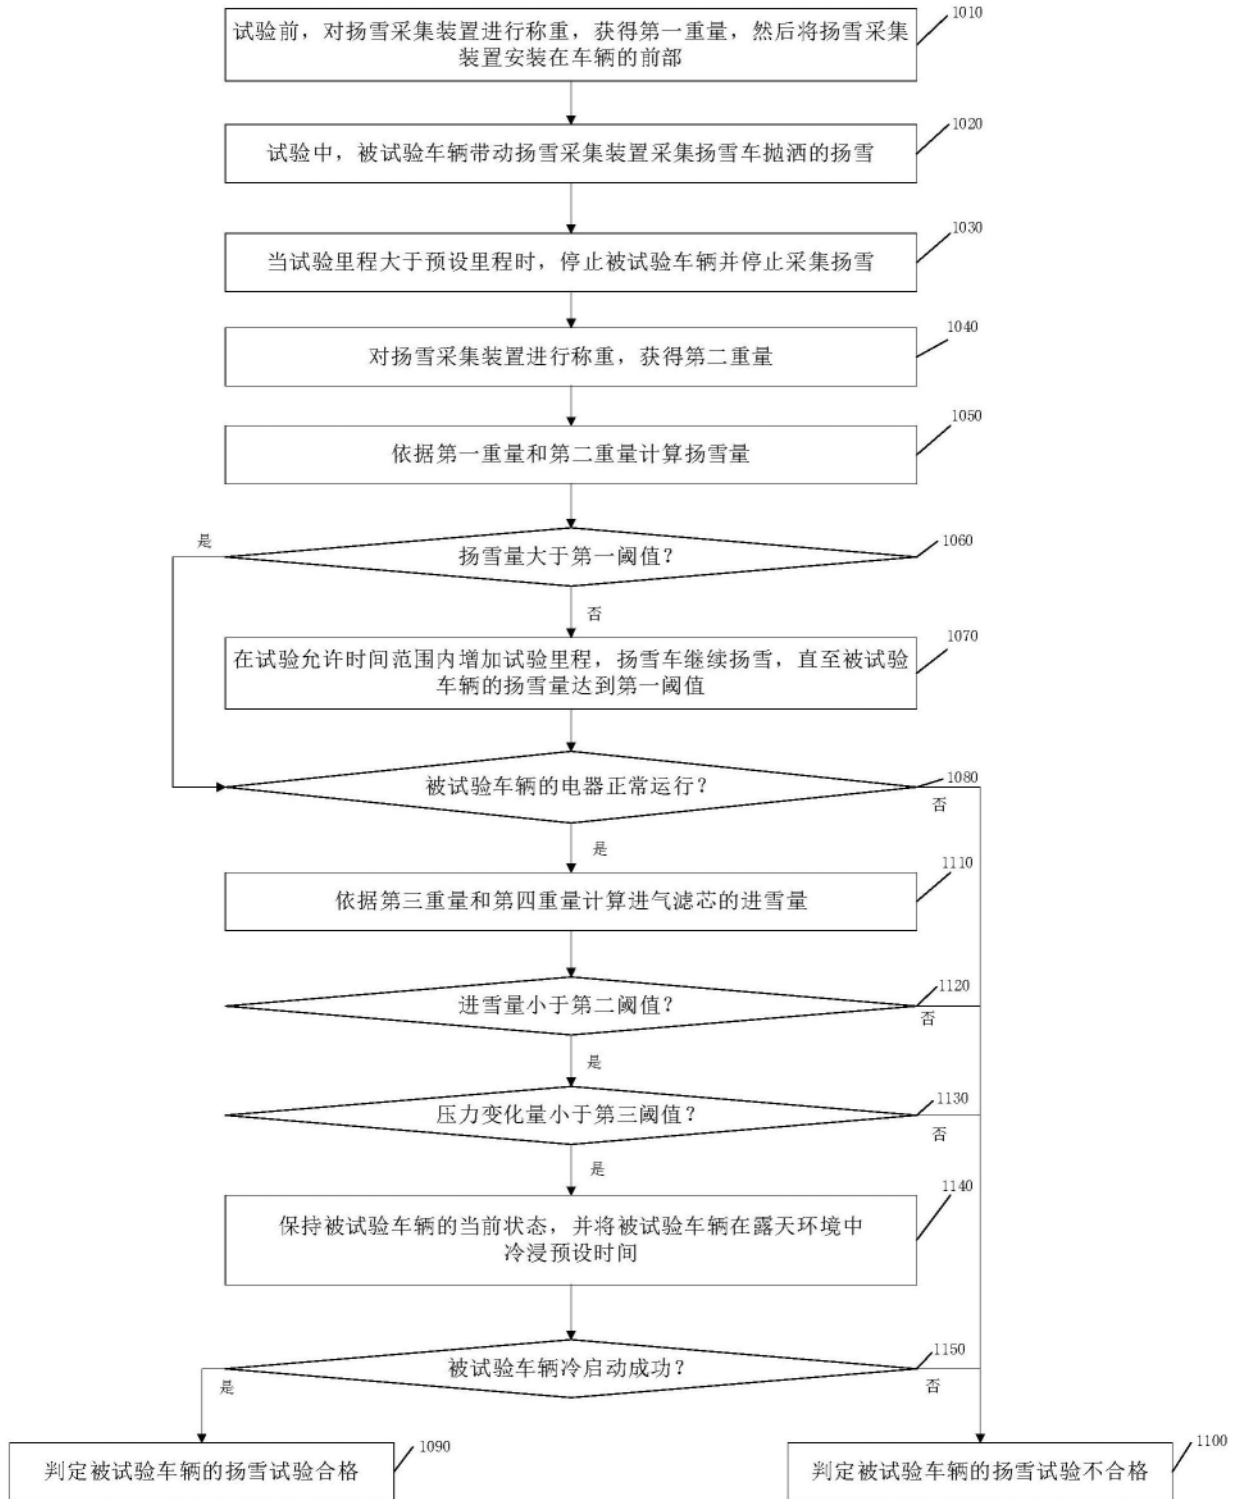 1010
试验前，对扬雪采集装置进行称重，获得第一重量，然后将扬雪采集
装置安装在车辆的前部
1020
试验中，被试验车辆带动扬雪采集装置采集扬雪车抛洒的扬雪
1030
当试验里程大于预设里程时，停止被试验车辆并停止采集扬雪
1040
对扬雪采集装置进行称重，获得第二重量
1050
依据第一重量和第二重量计算扬雪量
是
扬雪量大于第一阈值？
1060
否
1070
在试验允许时间范围内增加试验里程，扬雪车继续扬雪，直至被试验
车辆的扬雪量达到第一阈值
被试验车辆的电器正常运行？
1080
否
是
1110
依据第三重量和第四重量计算进气滤芯的进雪量
进雪量小于第二阈值？
1120
否
是
压力变化量小于第三阈值？
1130
否
是
1140
保持被试验车辆的当前状态，并将被试验车辆在露天环境中
冷浸预设时间
被试验车辆冷启动成功？
1150
是
否
1090
判定被试验车辆的扬雪试验合格
1100
判定被试验车辆的扬雪试验不合格